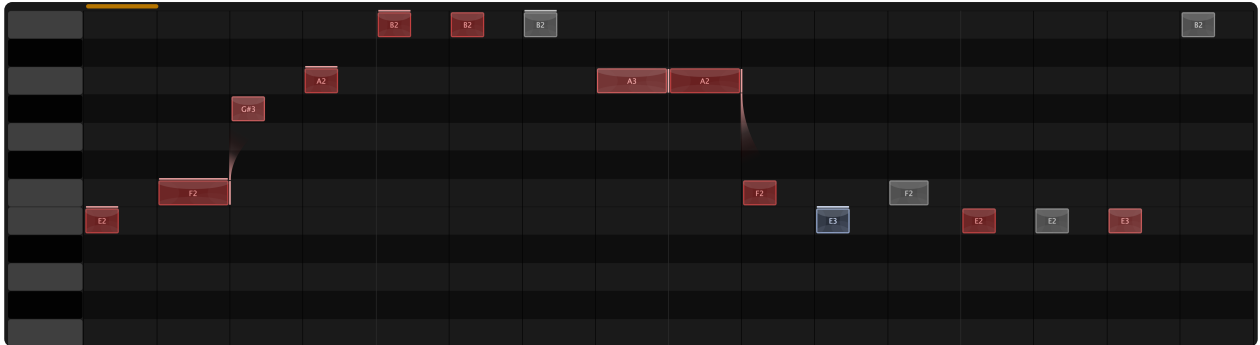 B2 B2 B2 B2
A2 A3 A2
G#3
F2 F2 F2
E2 E3 E2 E2 E3